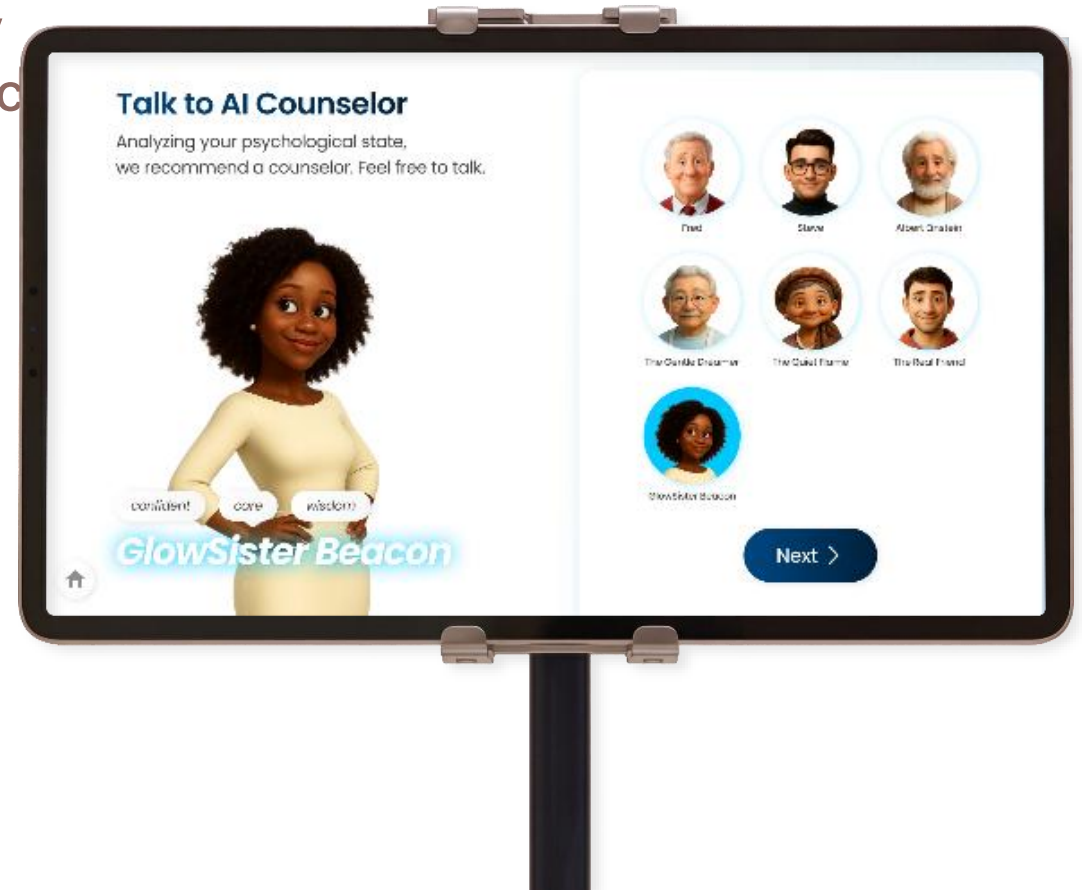 Talk to AI Counselor
Analyzing your psychological state,
we recommend a counselor. Feel free to talk.
confident
care
wisdom
GlowSister Beacon
Fred
Steve
Albert Einstein
The Gentle Dreamer
The Quiet Flame
The Real Friend
GlowSister Beacon
Next